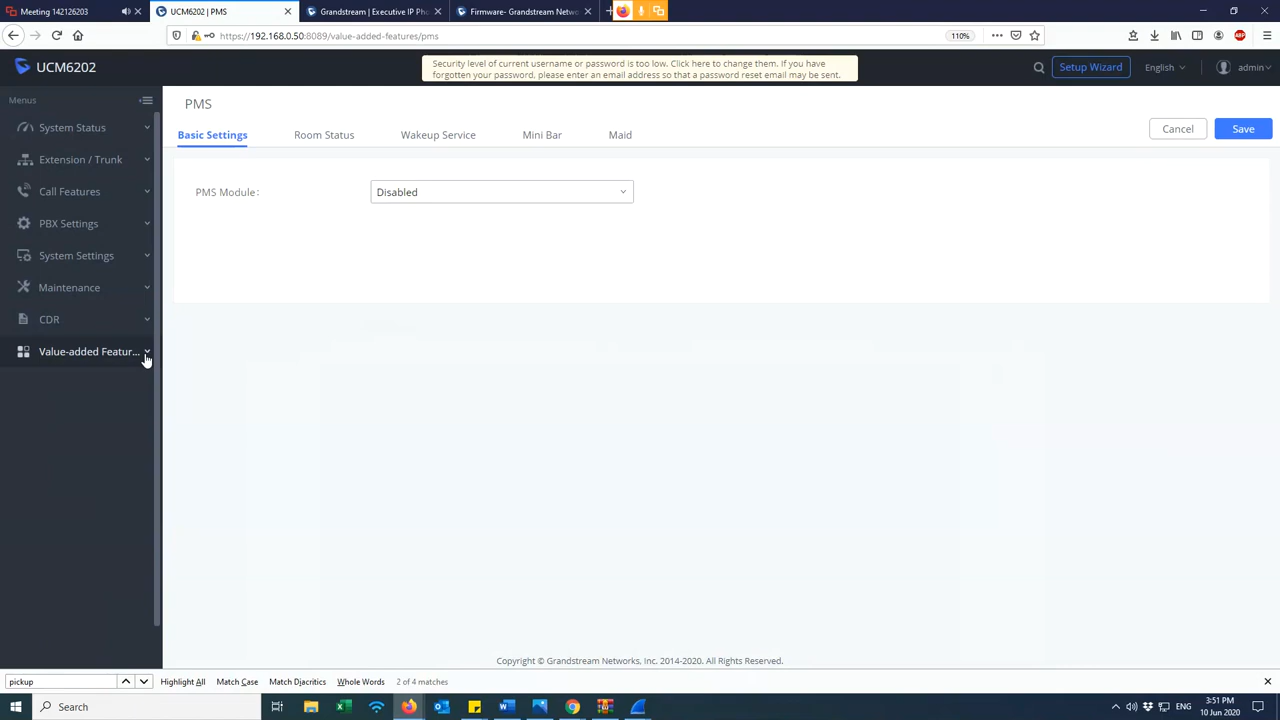 Meeting 142126203
UCM6202 | PMS
Grandstream | Executive IP Pho
Firmware- Grandstream Netwo
https://192.168.0.50:8089/value-added-features/pms
110%
ABP
UCM6202
Security level of current username or password is too low. Click here to change them. If you have
forgotten your password, please enter an email address so that a password reset email may be sent.
Setup Wizard
English
admin
Menus
System Status
Extension / Trunk
Call Features
PBX Settings
System Settings
Maintenance
CDR
Value-added Featur...
PMS
Basic Settings
Room Status
Wakeup Service
Mini Bar
Maid
Cancel
Save
PMS Module:
Disabled
Copyright © Grandstream Networks, Inc. 2014-2020. All Rights Reserved.
pickup
Highlight All
Match Case
Match Diacritics
Whole Words
2 of 4 matches
Search
ENG
3:51 PM
10 Jun 2020